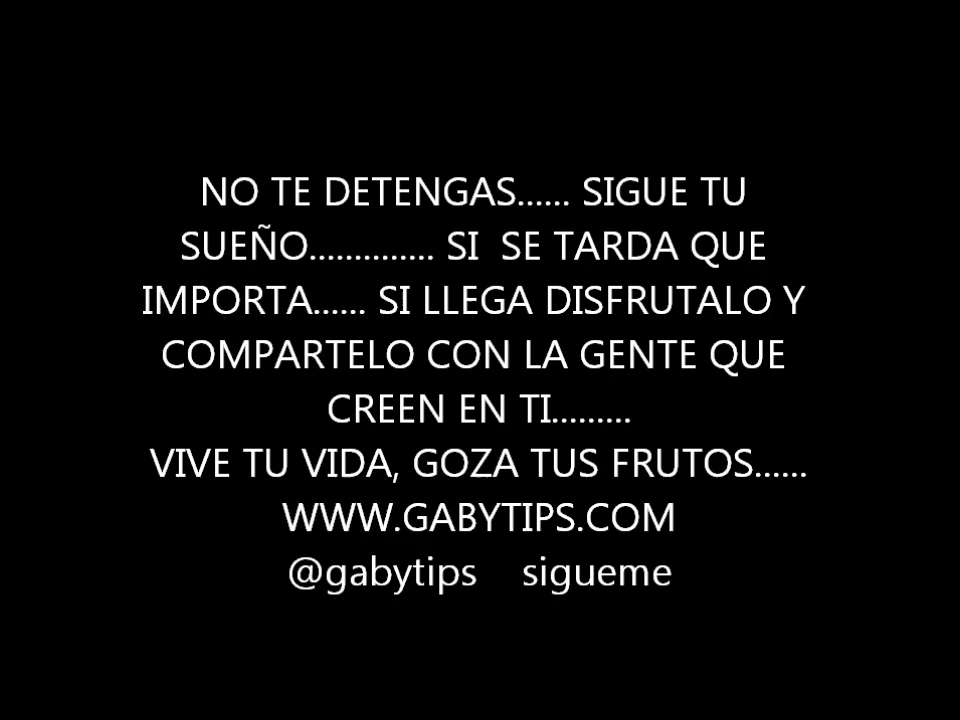 NO TE DETENGAS...... SIGUE TU
SUEÑO.............. SI  SE TARDA QUE
IMPORTA...... SI LLEGA DISFRUTALO Y
COMPARTELO CON LA GENTE QUE
CREEN EN TI.........
VIVE TU VIDA, GOZA TUS FRUTOS......
WWW.GABYTIPS.COM
@gabytips    sigueme